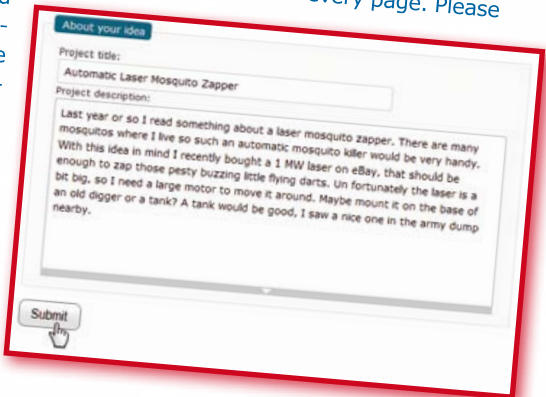 every page. Please
-
e
-
About your idea
Project title:
Automatic Laser Mosquito Zapper
Project description:
Last year or so I read something about a laser mosquito zapper. There are many
mosquitos where I live so such an automatic mosquito killer would be very handy.
With this idea in mind I recently bought a 1 MW laser on eBay, that should be
enough to zap those pesty buzzing little flying darts. Un fortunately the laser is a
bit big, so I need a large motor to move it around. Maybe mount it on the base of
an old digger or a tank? A tank would be good, I saw a nice one in the army dump
nearby.
Submit